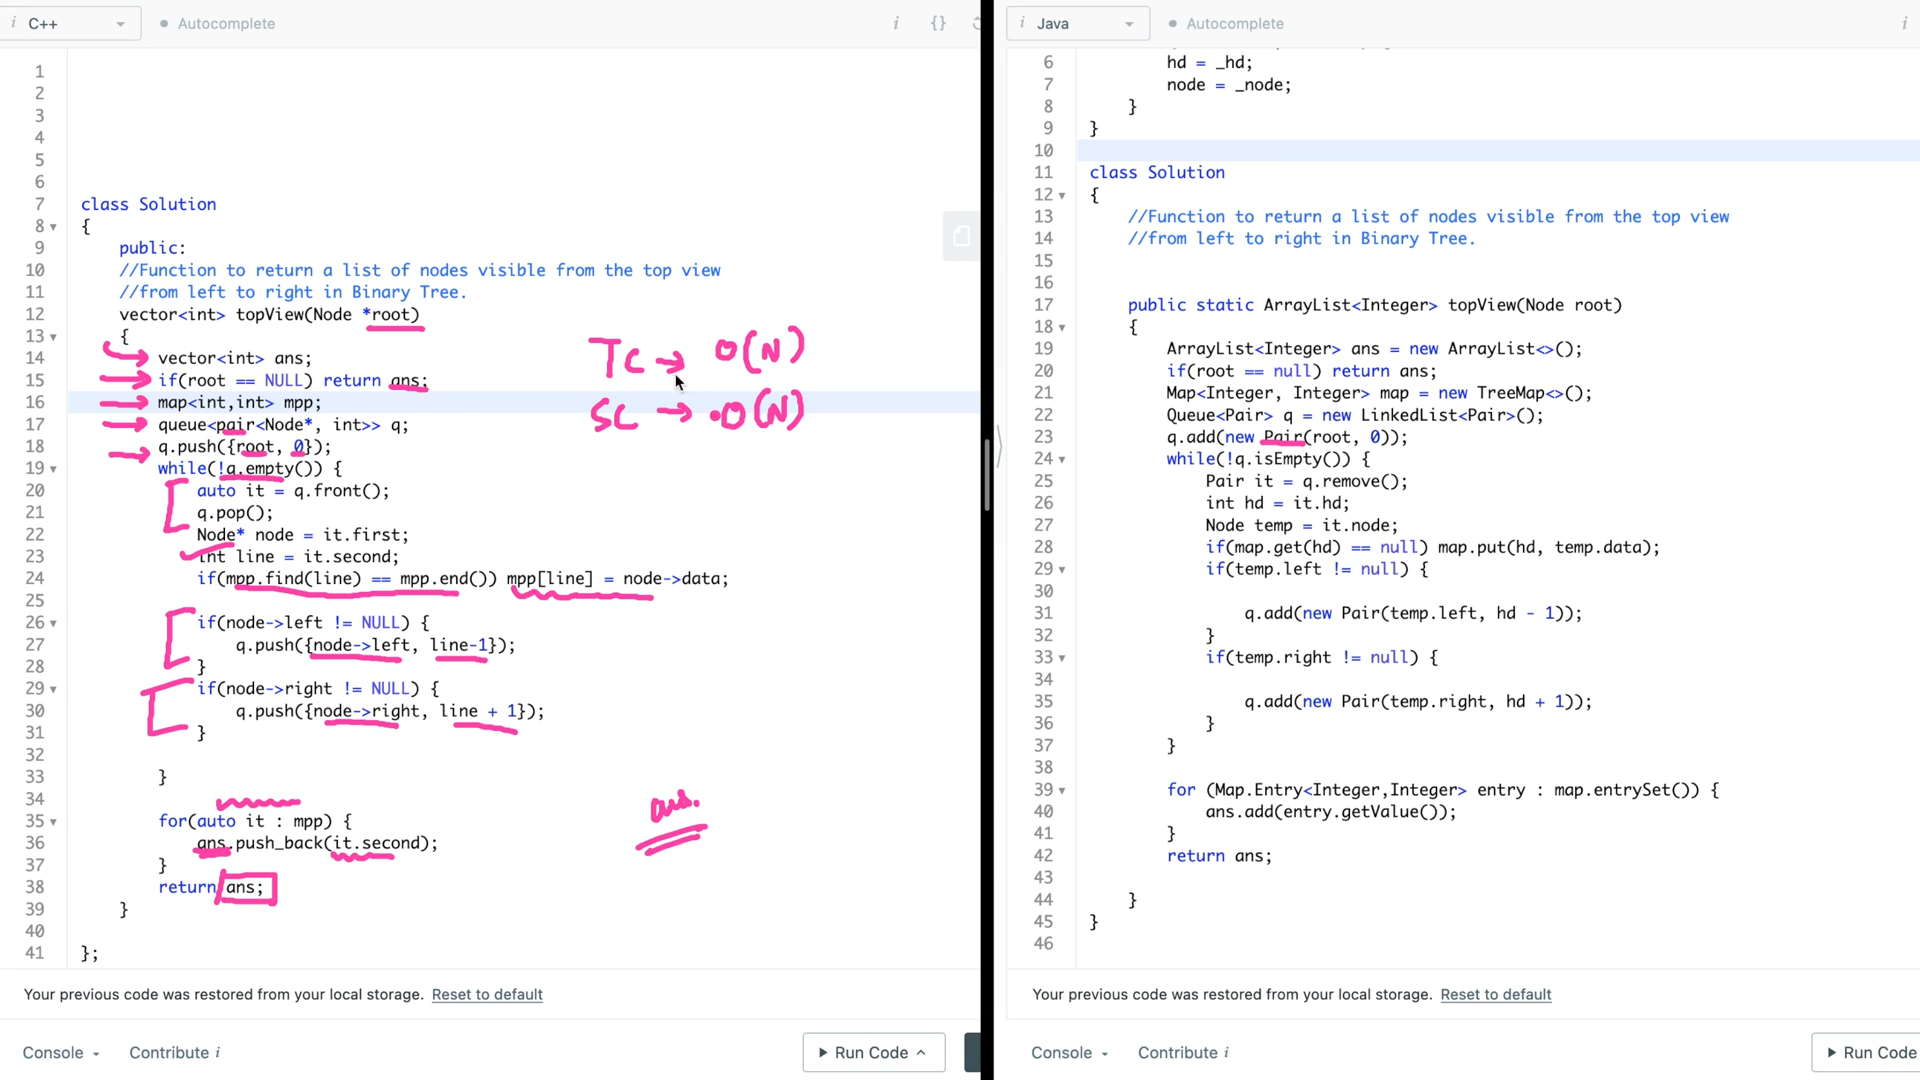 i C++ Autocomplete i {}
1
2
3
4
5
6
7 class Solution
8 {
9 public:
10 //Function to return a list of nodes visible from the top view
11 //from left to right in Binary Tree.
12 vector<int> topView(Node *root)
13 {
14 vector<int> ans;
15 if(root == NULL) return ans;
16 map<int,int> mpp;
17 queue<pair<Node*, int>> q;
18 q.push({root, 0});
19 while(!q.empty()) {
20 auto it = q.front();
21 q.pop();
22 Node* node = it.first;
23 int line = it.second;
24 if(mpp.find(line) == mpp.end()) mpp[line] = node->data;
25
26 if(node->left != NULL) {
27 q.push({node->left, line-1});
28 }
29 if(node->right != NULL) {
30 q.push({node->right, line + 1});
31 }
32
33 }
34
35 for(auto it : mpp) {
36 ans.push_back(it.second);
37 }
38 return ans;
39 }
40
41 };
TC → O(N)
SC → O(N)
ans.
Your previous code was restored from your local storage. Reset to default
Console Contribute i Run Code
i Java Autocomplete i
6 hd = _hd;
7 node = _node;
8 }
9 }
10
11 class Solution
12 {
13 //Function to return a list of nodes visible from the top view
14 //from left to right in Binary Tree.
15
16
17 public static ArrayList<Integer> topView(Node root)
18 {
19 ArrayList<Integer> ans = new ArrayList<>();
20 if(root == null) return ans;
21 Map<Integer, Integer> map = new TreeMap<>();
22 Queue<Pair> q = new LinkedList<Pair>();
23 q.add(new Pair(root, 0));
24 while(!q.isEmpty()) {
25 Pair it = q.remove();
26 int hd = it.hd;
27 Node temp = it.node;
28 if(map.get(hd) == null) map.put(hd, temp.data);
29 if(temp.left != null) {
30
31 q.add(new Pair(temp.left, hd - 1));
32 }
33 if(temp.right != null) {
34
35 q.add(new Pair(temp.right, hd + 1));
36 }
37 }
38
39 for (Map.Entry<Integer,Integer> entry : map.entrySet()) {
40 ans.add(entry.getValue());
41 }
42 return ans;
43
44 }
45 }
46
Your previous code was restored from your local storage. Reset to default
Console Contribute i Run Code